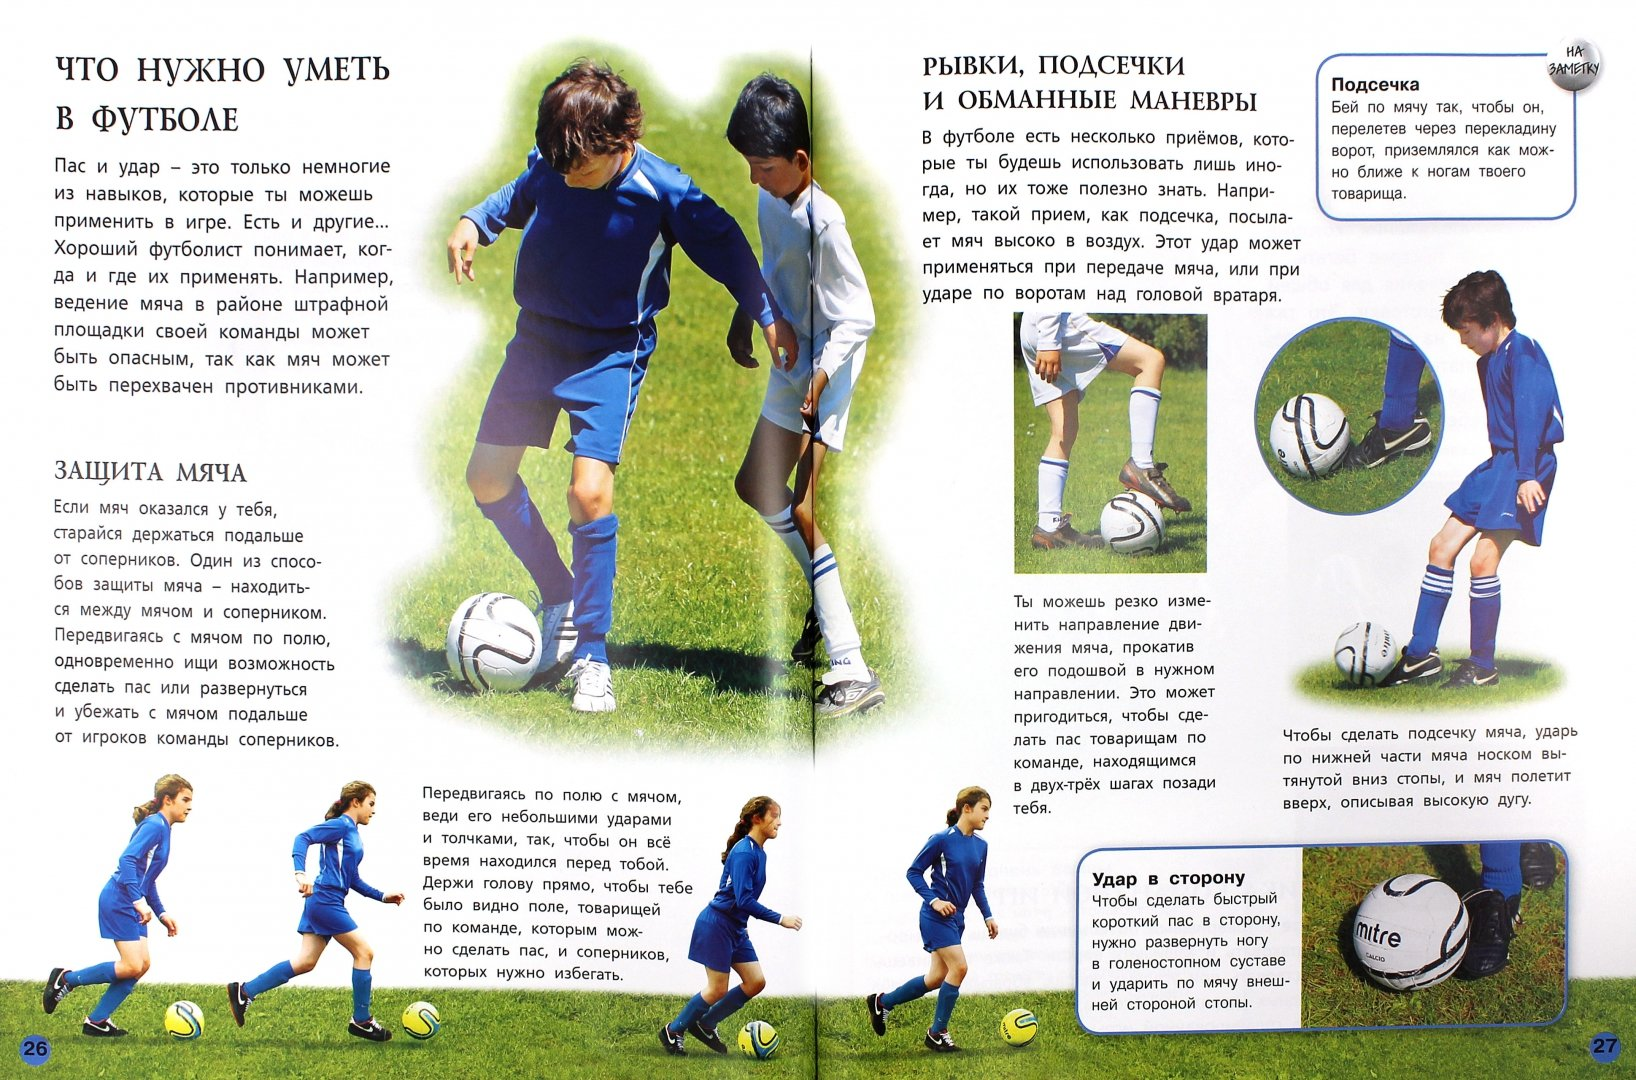 ЧТО НУЖНО УМЕТЬ
В ФУТБОЛЕ
Пас и удар – это только немногие
из навыков, которые ты можешь
применить в игре. Есть и другие...
Хороший футболист понимает, ког-
да и где их применять. Например,
ведение мяча в районе штрафной
площадки своей команды может
быть опасным, так как мяч может
быть перехвачен противниками.
ЗАЩИТА МЯЧА
Если мяч оказался у тебя,
старайся держаться подальше
от соперников. Один из спосо-
бов защиты мяча – находить-
ся между мячом и соперником.
Передвигаясь с мячом по полю,
одновременно ищи возможность
сделать пас или развернуться
и убежать с мячом подальше
от игроков команды соперников.
Передвигаясь по полю с мячом,
веди его небольшими ударами
и толчками, так, чтобы он всё
время находился перед тобой.
Держи голову прямо, чтобы тебе
было видно поле, товарищей
по команде, которым мож-
но сделать пас, и соперников,
которых нужно избегать.
26
РЫВКИ, ПОДСЕЧКИ
И ОБМАННЫЕ МАНЕВРЫ
В футболе есть несколько приёмов, кото-
рые ты будешь использовать лишь ино-
гда, но их тоже полезно знать. Напри-
мер, такой прием, как подсечка, посыла-
ет мяч высоко в воздух. Этот удар может
применяться при передаче мяча, или при
ударе по воротам над головой вратаря.
НА
ЗАМЕТКУ
Подсечка
Бей по мячу так, чтобы он,
перелетев через перекладину
ворот, приземлялся как мож-
но ближе к ногам твоего
товарища.
Ты можешь резко изме-
нить направление дви-
жения мяча, прокатив
его подошвой в нужном
направлении. Это может
пригодиться, чтобы сде-
лать пас товарищам по
команде, находящимся
в двух-трёх шагах позади
тебя.
Чтобы сделать подсечку мяча, ударь
по нижней части мяча носком вы-
тянутой вниз стопы, и мяч полетит
вверх, описывая высокую дугу.
Удар в сторону
Чтобы сделать быстрый
короткий пас в сторону,
нужно развернуть ногу
в голеностопном суставе
и ударить по мячу внеш-
ней стороной стопы.
mitre
CALCIO
27